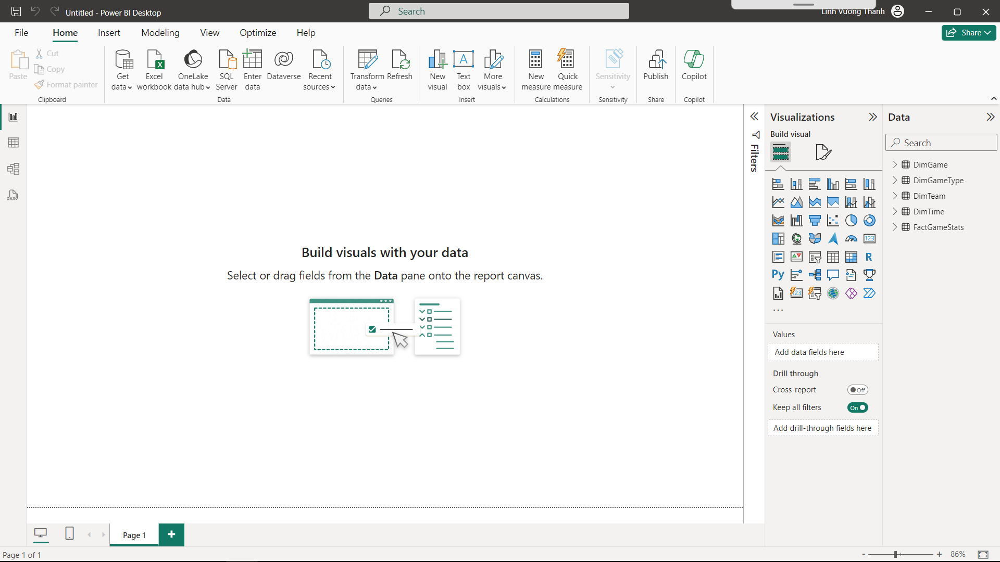 Untitled - Power BI Desktop
Search
Linh Vương Thanh
File
Home
Insert
Modeling
View
Optimize
Help
Share
Paste
Cut
Copy
Format painter
Clipboard
Get data
Excel workbook
OneLake data hub
SQL Server
Enter data
Dataverse
Recent sources
Data
Transform data
Refresh
Queries
New visual
Text box
More visuals
Insert
New measure
Quick measure
Calculations
Sensitivity
Sensitivity
Publish
Share
Copilot
Copilot
DAX
Build visuals with your data
Select or drag fields from the Data pane onto the report canvas.
Filters
Visualizations
Build visual
123
R
Py
123
...
Values
Add data fields here
Drill through
Cross-report
Off
Keep all filters
On
Add drill-through fields here
Data
Search
DimGame
DimGameType
DimTeam
DimTime
FactGameStats
Page 1
Page 1 of 1
- + 86%